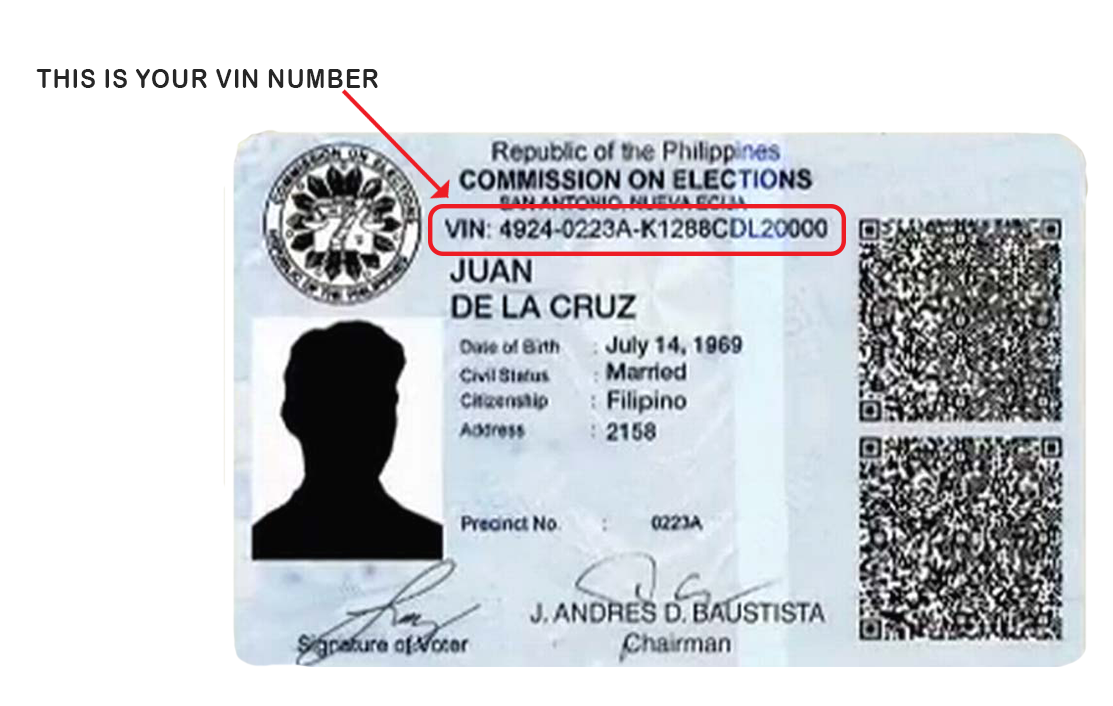 THIS IS YOUR VIN NUMBER
COMMISSION ON ELECTIONS
REPUBLIC OF THE PHILIPPINES
Republic of the Philippines
COMMISSION ON ELECTIONS
SAN ANTONIO, NUEVA ECIJA
VIN: 4924-0223A-K1288CDL20000
JUAN
DE LA CRUZ
Date of Birth : July 14, 1969
Civil Status : Married
Citizenship : Filipino
Address : 2158
Precinct No. : 0223A
J. ANDRES D. BAUTISTA
Signature of Voter
Chairman